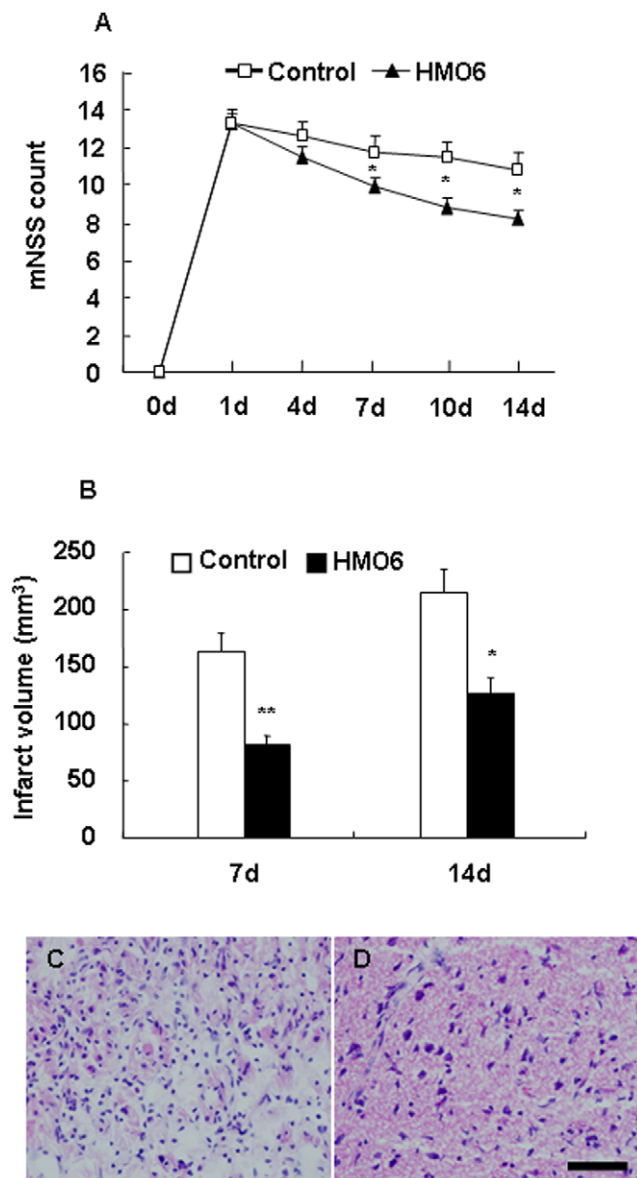 A
16
14
12
10
8
6
4
2
0
mNSS count
Control HMO6
*
*
*
0d 1d 4d 7d 10d 14d
B
250
200
150
100
50
0
Infarct volume (mm³)
Control HMO6
**
*
7d 14d
C D